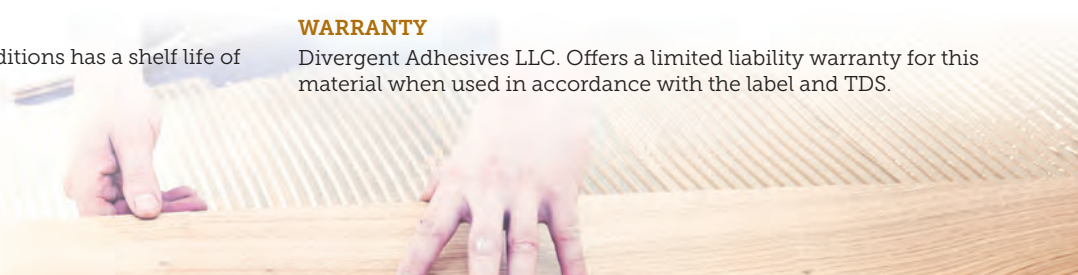 ditions has a shelf life of
WARRANTY
Divergent Adhesives LLC. Offers a limited liability warranty for this
material when used in accordance with the label and TDS.